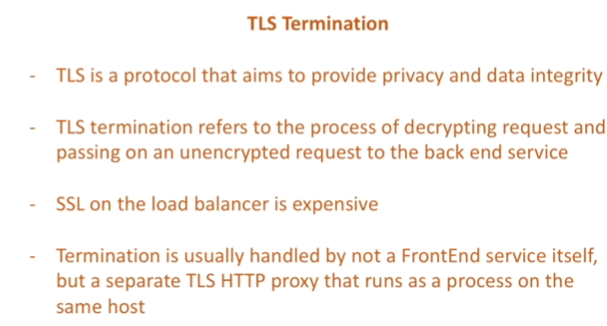 TLS Termination
- TLS is a protocol that aims to provide privacy and data integrity
- TLS termination refers to the process of decrypting request and
passing on an unencrypted request to the back end service
- SSL on the load balancer is expensive
- Termination is usually handled by not a FrontEnd service itself,
but a separate TLS HTTP proxy that runs as a process on the
same host